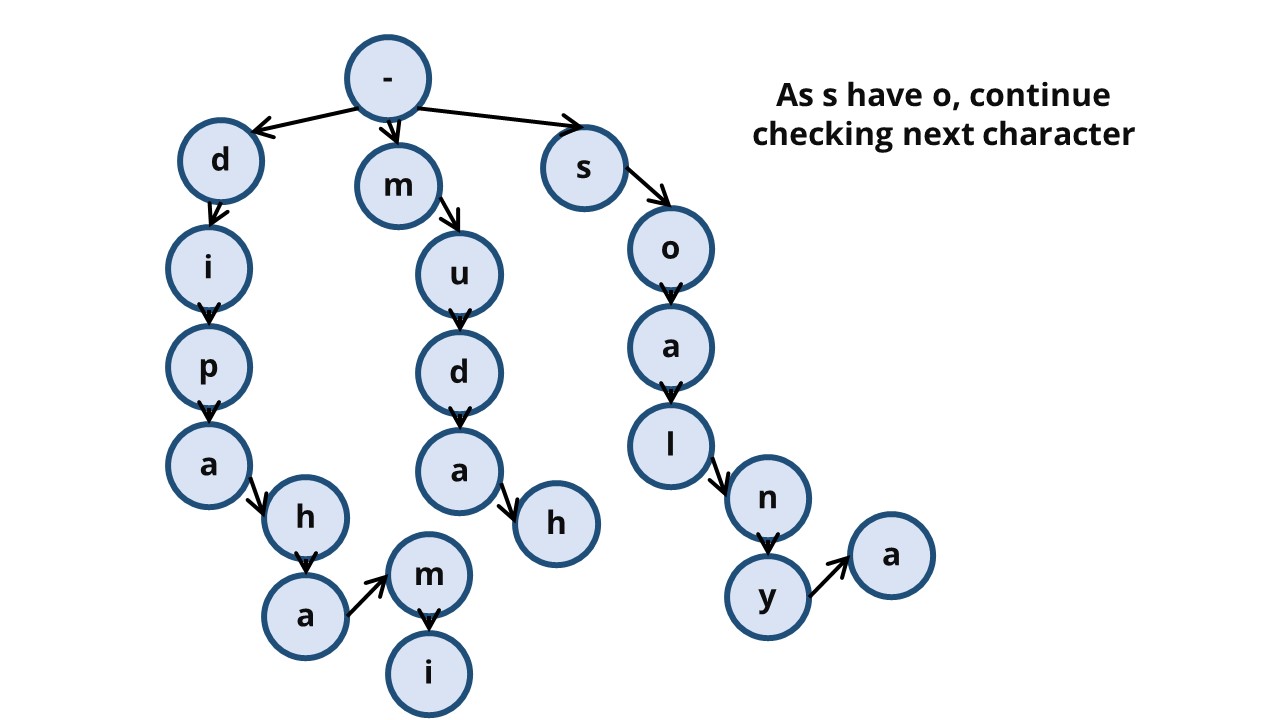 -
As s have o, continue
checking next character
d
m
s
i
u
o
p
d
a
a
a
l
h
h
n
a
m
y
a
i